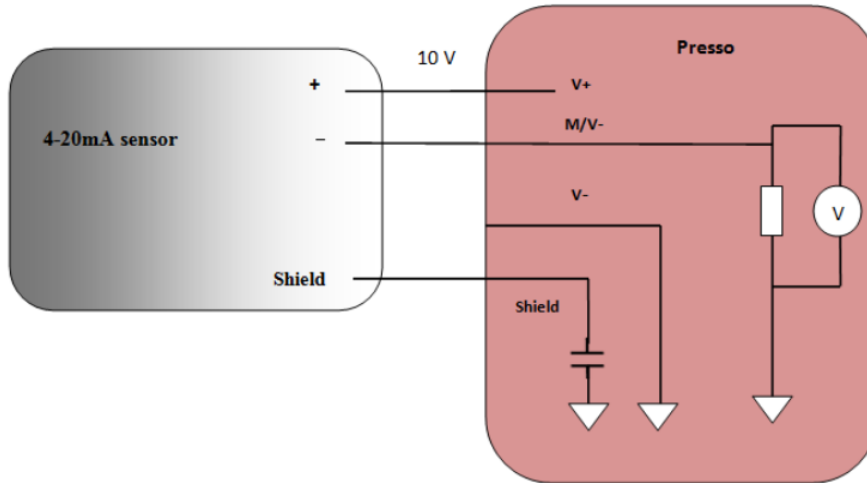 Presso
10 V
+
V+
M/V-
4-20mA sensor
–
V-
V
Shield
Shield